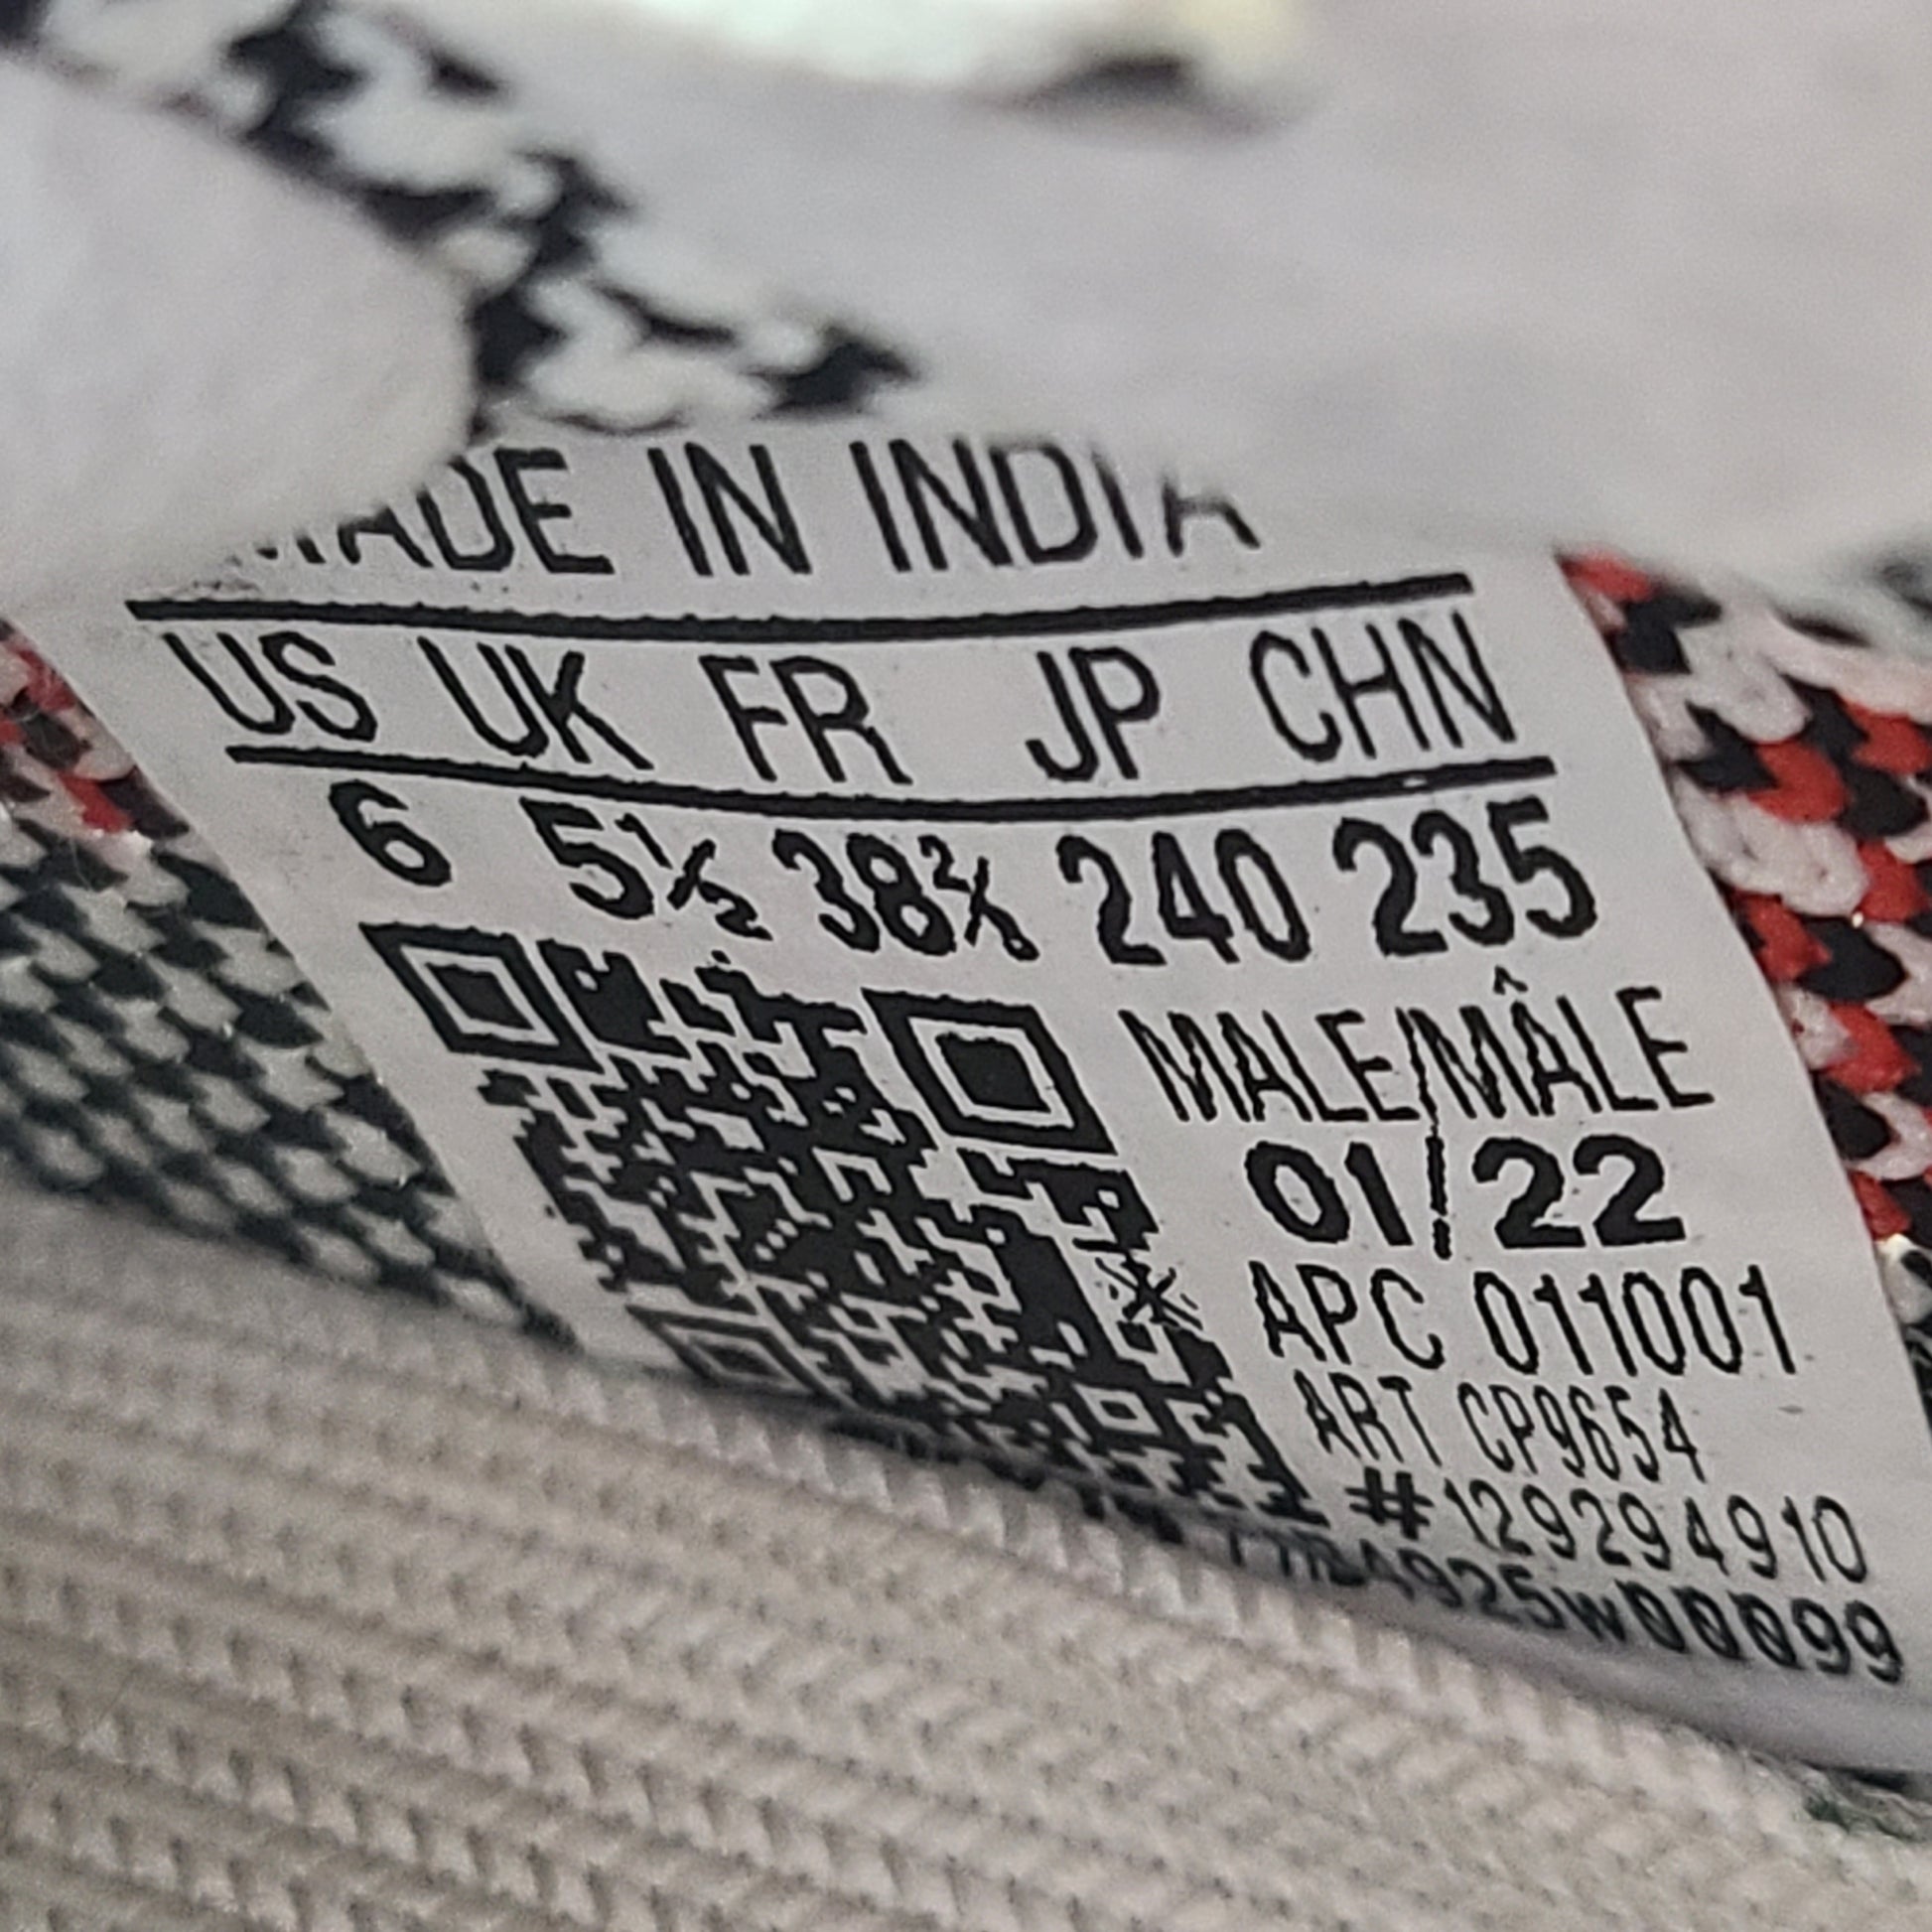 MADE IN INDIA
US UK FR JP CHN
6 5½ 38⅔ 240 235
MALE/MÂLE
01/22
APC 011001
ART CP9654
#129294910